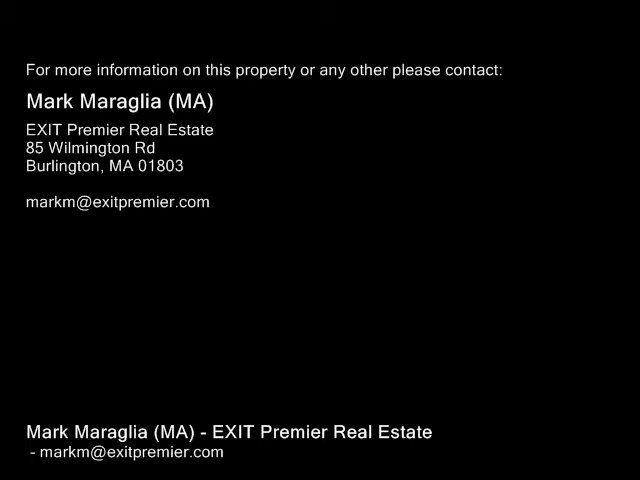 For more information on this property or any other please contact:
Mark Maraglia (MA)
EXIT Premier Real Estate
85 Wilmington Rd
Burlington, MA 01803
markm@exitpremier.com
Mark Maraglia (MA) - EXIT Premier Real Estate
- markm@exitpremier.com